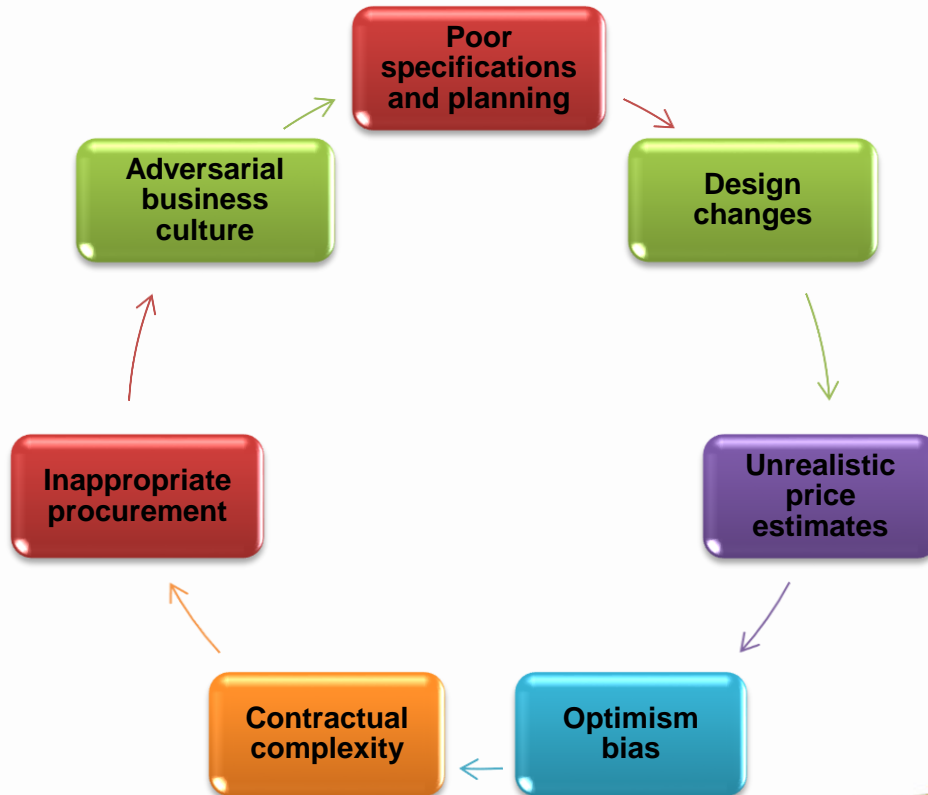 Poor
specifications
and planning
Design
changes
Unrealistic
price
estimates
Optimism
bias
Contractual
complexity
Inappropriate
procurement
Adversarial
business
culture